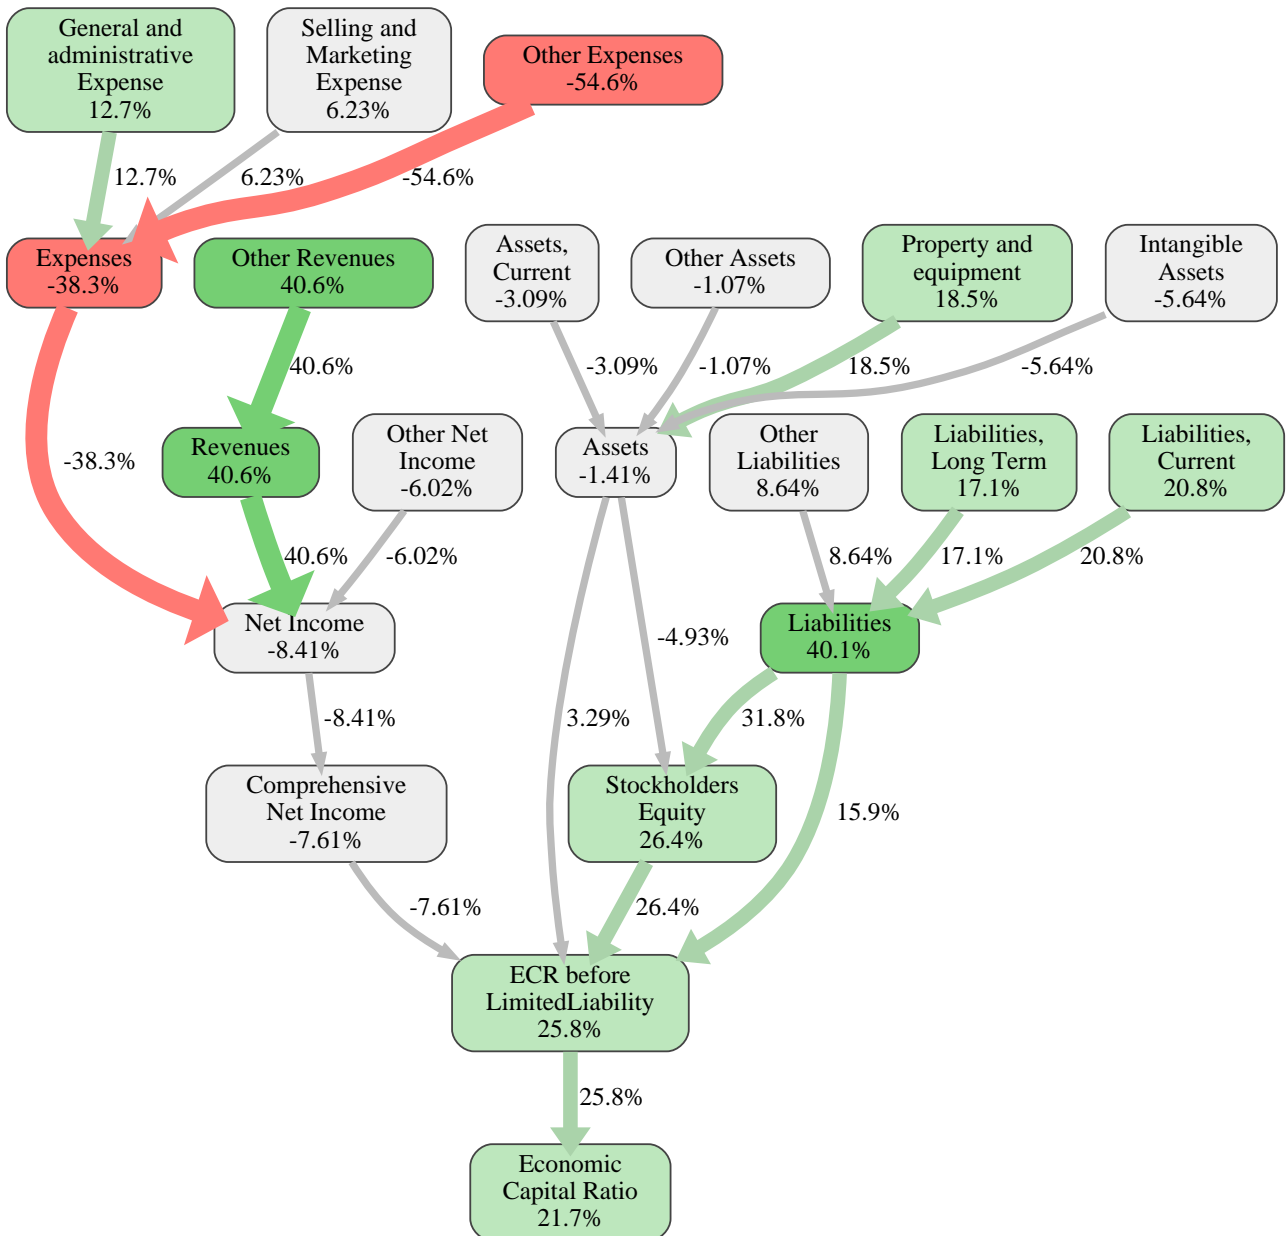 General and
administrative
Expense
12.7%
Selling and
Marketing
Expense
6.23%
Other Expenses
-54.6%
12.7%
6.23%
-54.6%
Expenses
-38.3%
Other Revenues
40.6%
Assets,
Current
-3.09%
Other Assets
-1.07%
Property and
equipment
18.5%
Intangible
Assets
-5.64%
40.6%
-3.09%
-1.07%
18.5%
-5.64%
-38.3%
Revenues
40.6%
Other Net
Income
-6.02%
Assets
-1.41%
Other
Liabilities
8.64%
Liabilities,
Long Term
17.1%
Liabilities,
Current
20.8%
40.6%
-6.02%
8.64%
17.1%
20.8%
Net Income
-8.41%
-4.93%
Liabilities
40.1%
-8.41%
3.29%
31.8%
Comprehensive
Net Income
-7.61%
Stockholders
Equity
26.4%
15.9%
-7.61%
26.4%
ECR before
LimitedLiability
25.8%
25.8%
Economic
Capital Ratio
21.7%